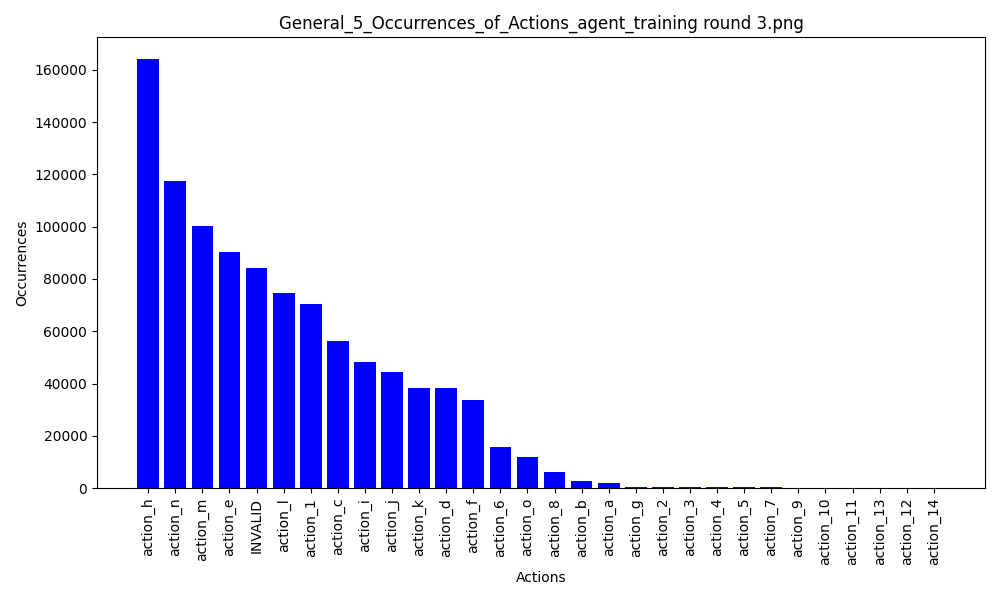 General_5_Occurrences_of_Actions_agent_training round 3.png
160000
140000
120000
100000
80000
60000
40000
20000
0
Occurrences
action_h
action_n
action_m
action_e
INVALID
action_l
action_1
action_c
action_i
action_j
action_k
action_d
action_f
action_6
action_o
action_8
action_b
action_a
action_g
action_2
action_3
action_4
action_5
action_7
action_9
action_10
action_11
action_13
action_12
action_14
Actions